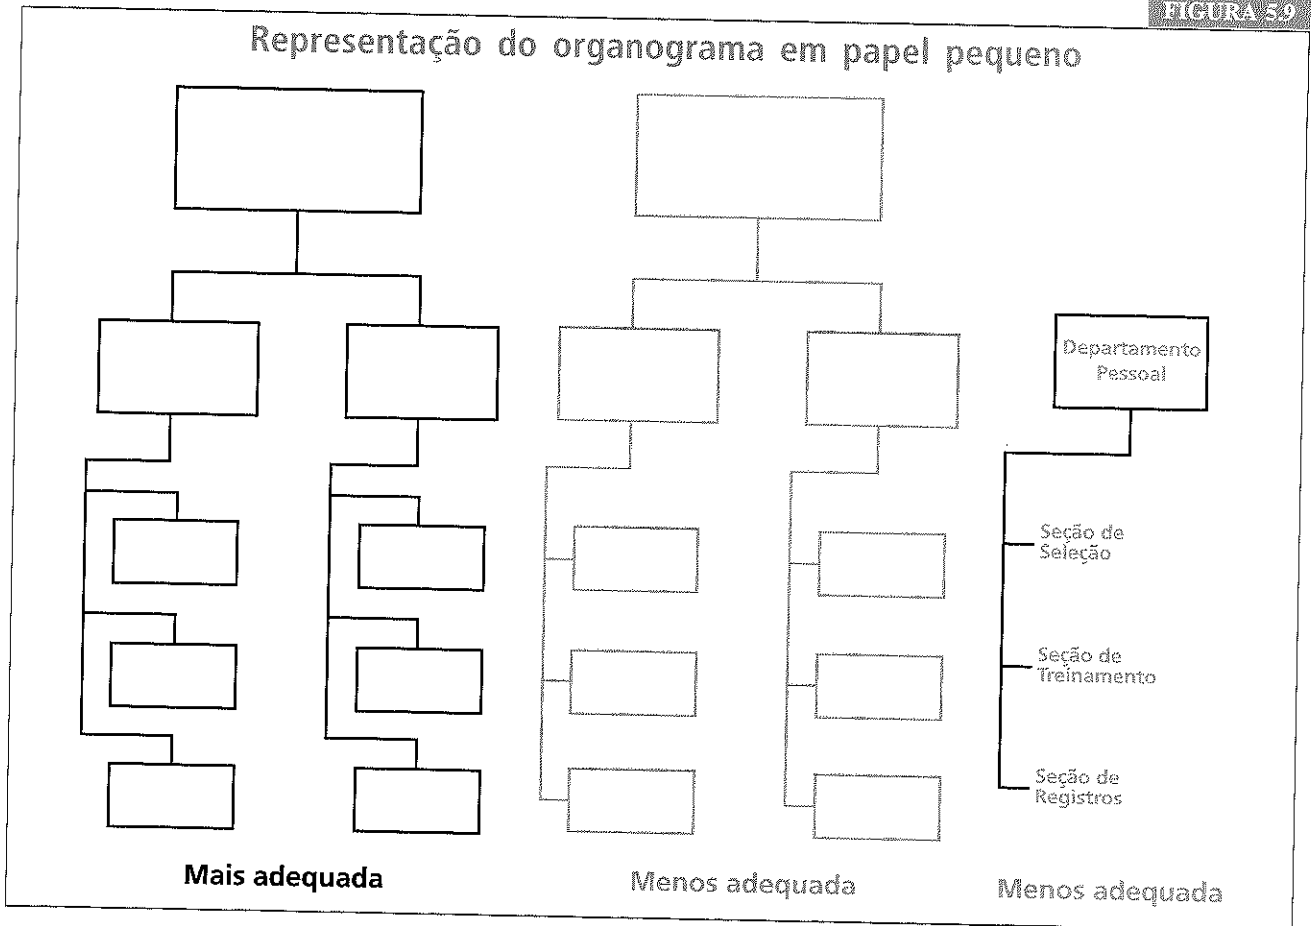 FIGURA 5.9
Representação do organograma em papel pequeno
Departamento
Pessoal
Seção de
Seleção
Seção de
Treinamento
Seção de
Registros
Mais adequada
Menos adequada
Menos adequada